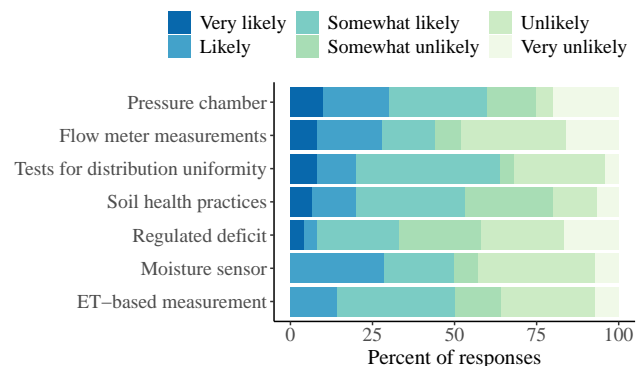 Very likely Somewhat likely Unlikely
Likely Somewhat unlikely Very unlikely
Pressure chamber
Flow meter measurements
Tests for distribution uniformity
Soil health practices
Regulated deficit
Moisture sensor
ET−based measurement
0 25 50 75 100
Percent of responses